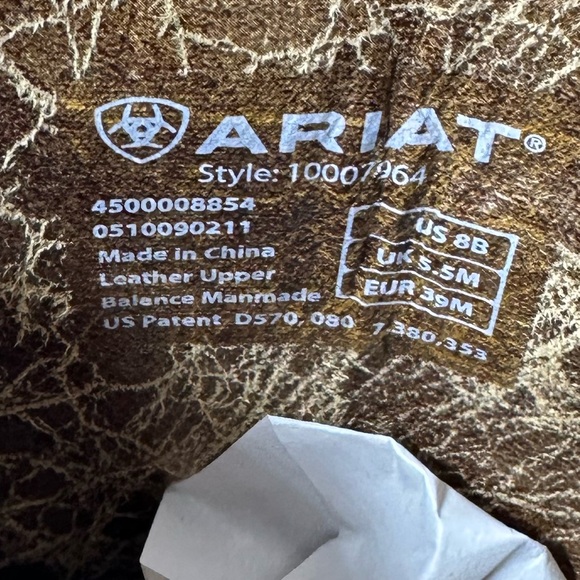 ARIAT®
Style: 10007964
4500008854
0510090211
Made in China
Leather Upper
Balence Manmade
US Patent D570, 080 7,380,353
US 8B
UK 5.5M
EUR 39M